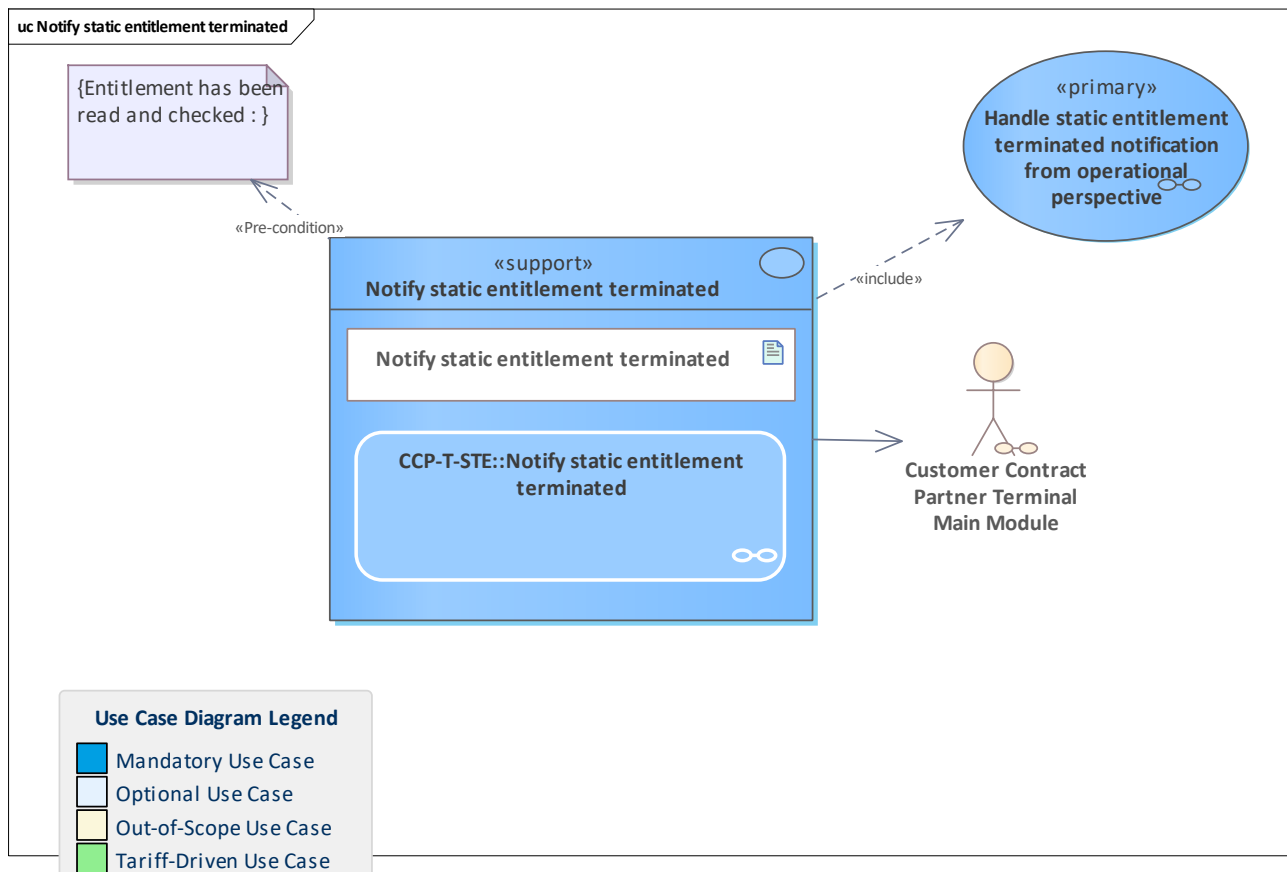 uc Notify static entitlement terminated
{Entitlement has been
read and checked : }
«primary»
Handle static entitlement
terminated notification
from operational
perspective
«Pre-condition»
«support»
Notify static entitlement terminated
«include»
Notify static entitlement terminated
CCP-T-STE::Notify static entitlement
terminated
Customer Contract
Partner Terminal
Main Module
Use Case Diagram Legend
Mandatory Use Case
Optional Use Case
Out-of-Scope Use Case
Tariff-Driven Use Case